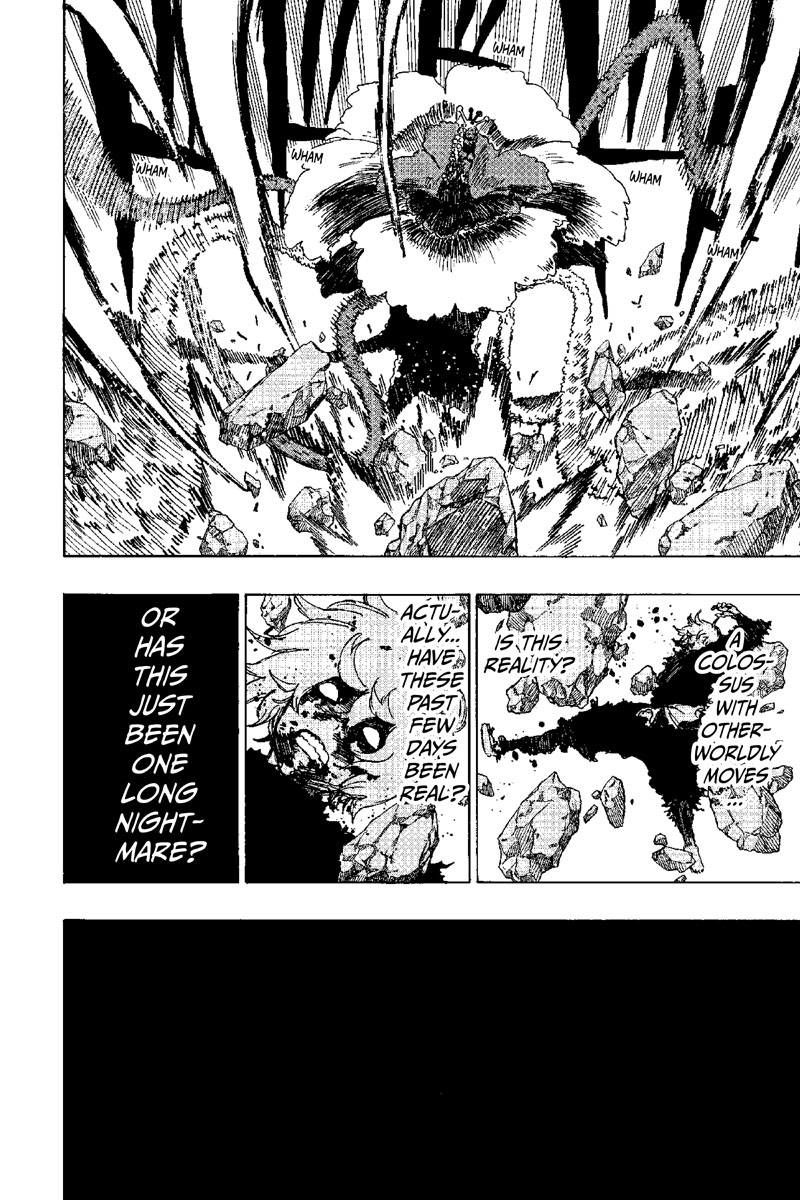 WHAM
WHAM
WHAM
WHAM
WHAM
A
COLOS-
SUS
WITH
OTHER-
WORLDLY
MOVES
...
IS THIS
REALITY?
ACTU-
ALLY...
HAVE
THESE
PAST
FEW
DAYS
BEEN
REAL?
OR
HAS
THIS
JUST
BEEN
ONE
LONG
NIGHT-
MARE?